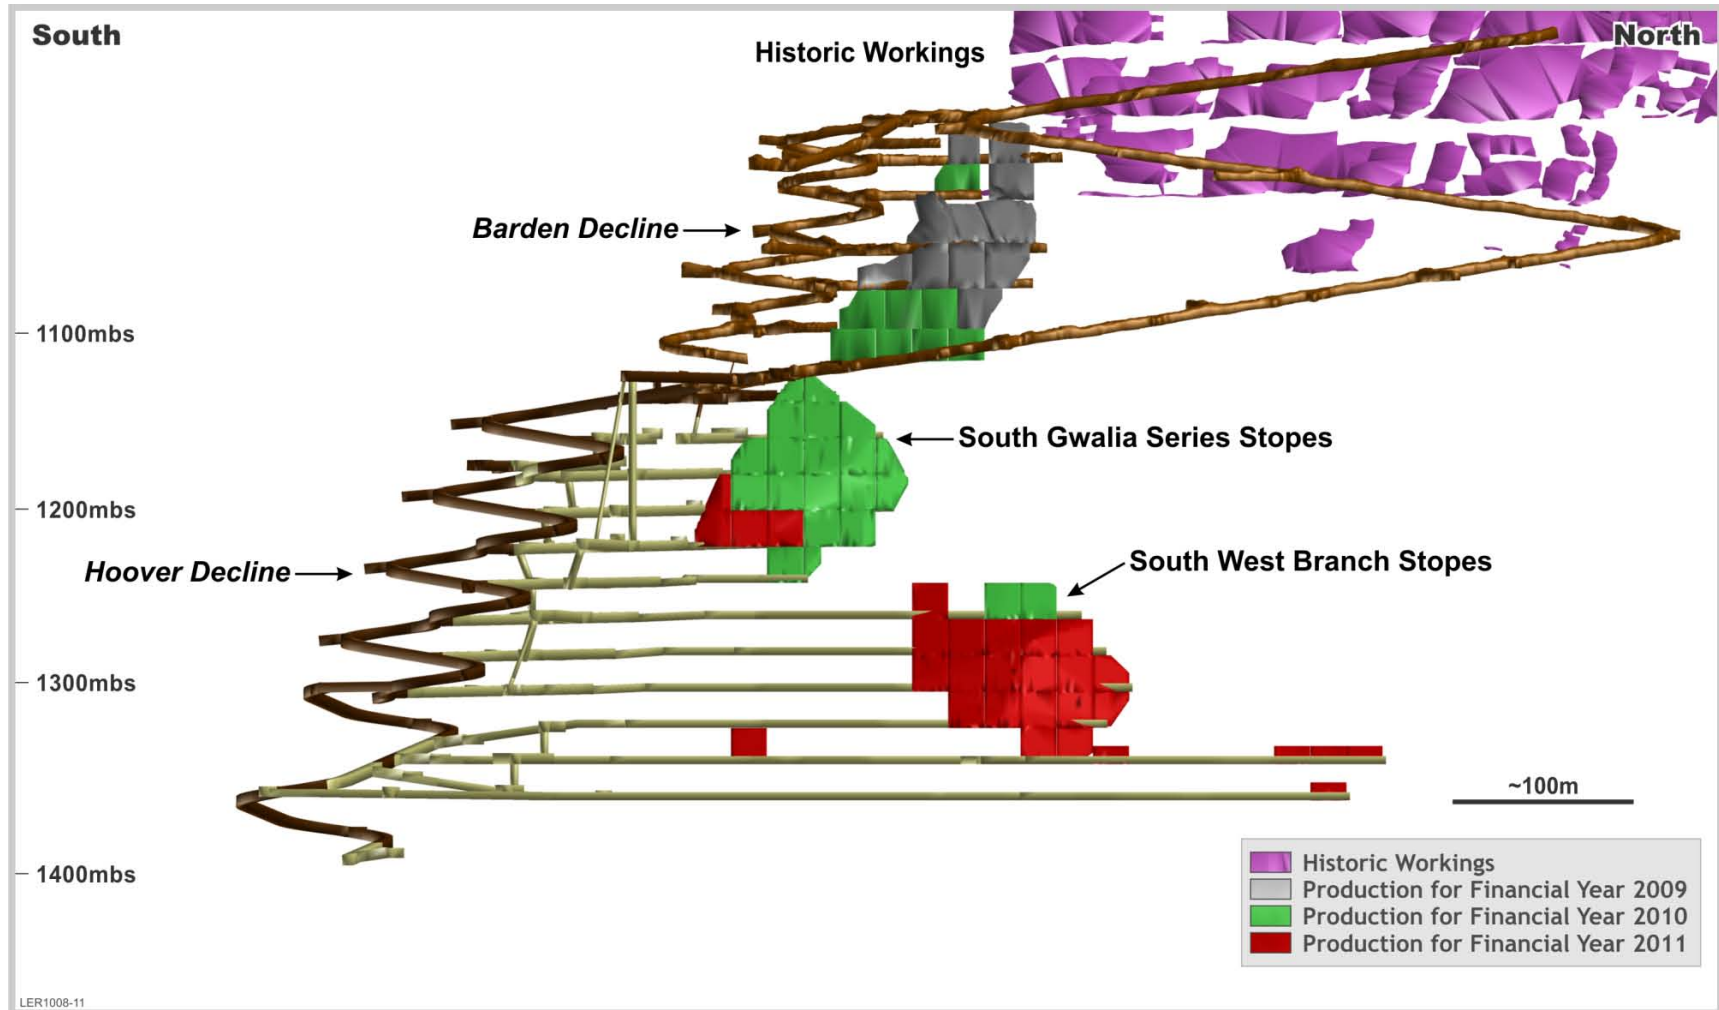 South
North
Historic Workings
Barden Decline
1100mbs
South Gwalia Series Stopes
1200mbs
Hoover Decline
South West Branch Stopes
1300mbs
~100m
1400mbs
Historic Workings
Production for Financial Year 2009
Production for Financial Year 2010
Production for Financial Year 2011
LER1008-11